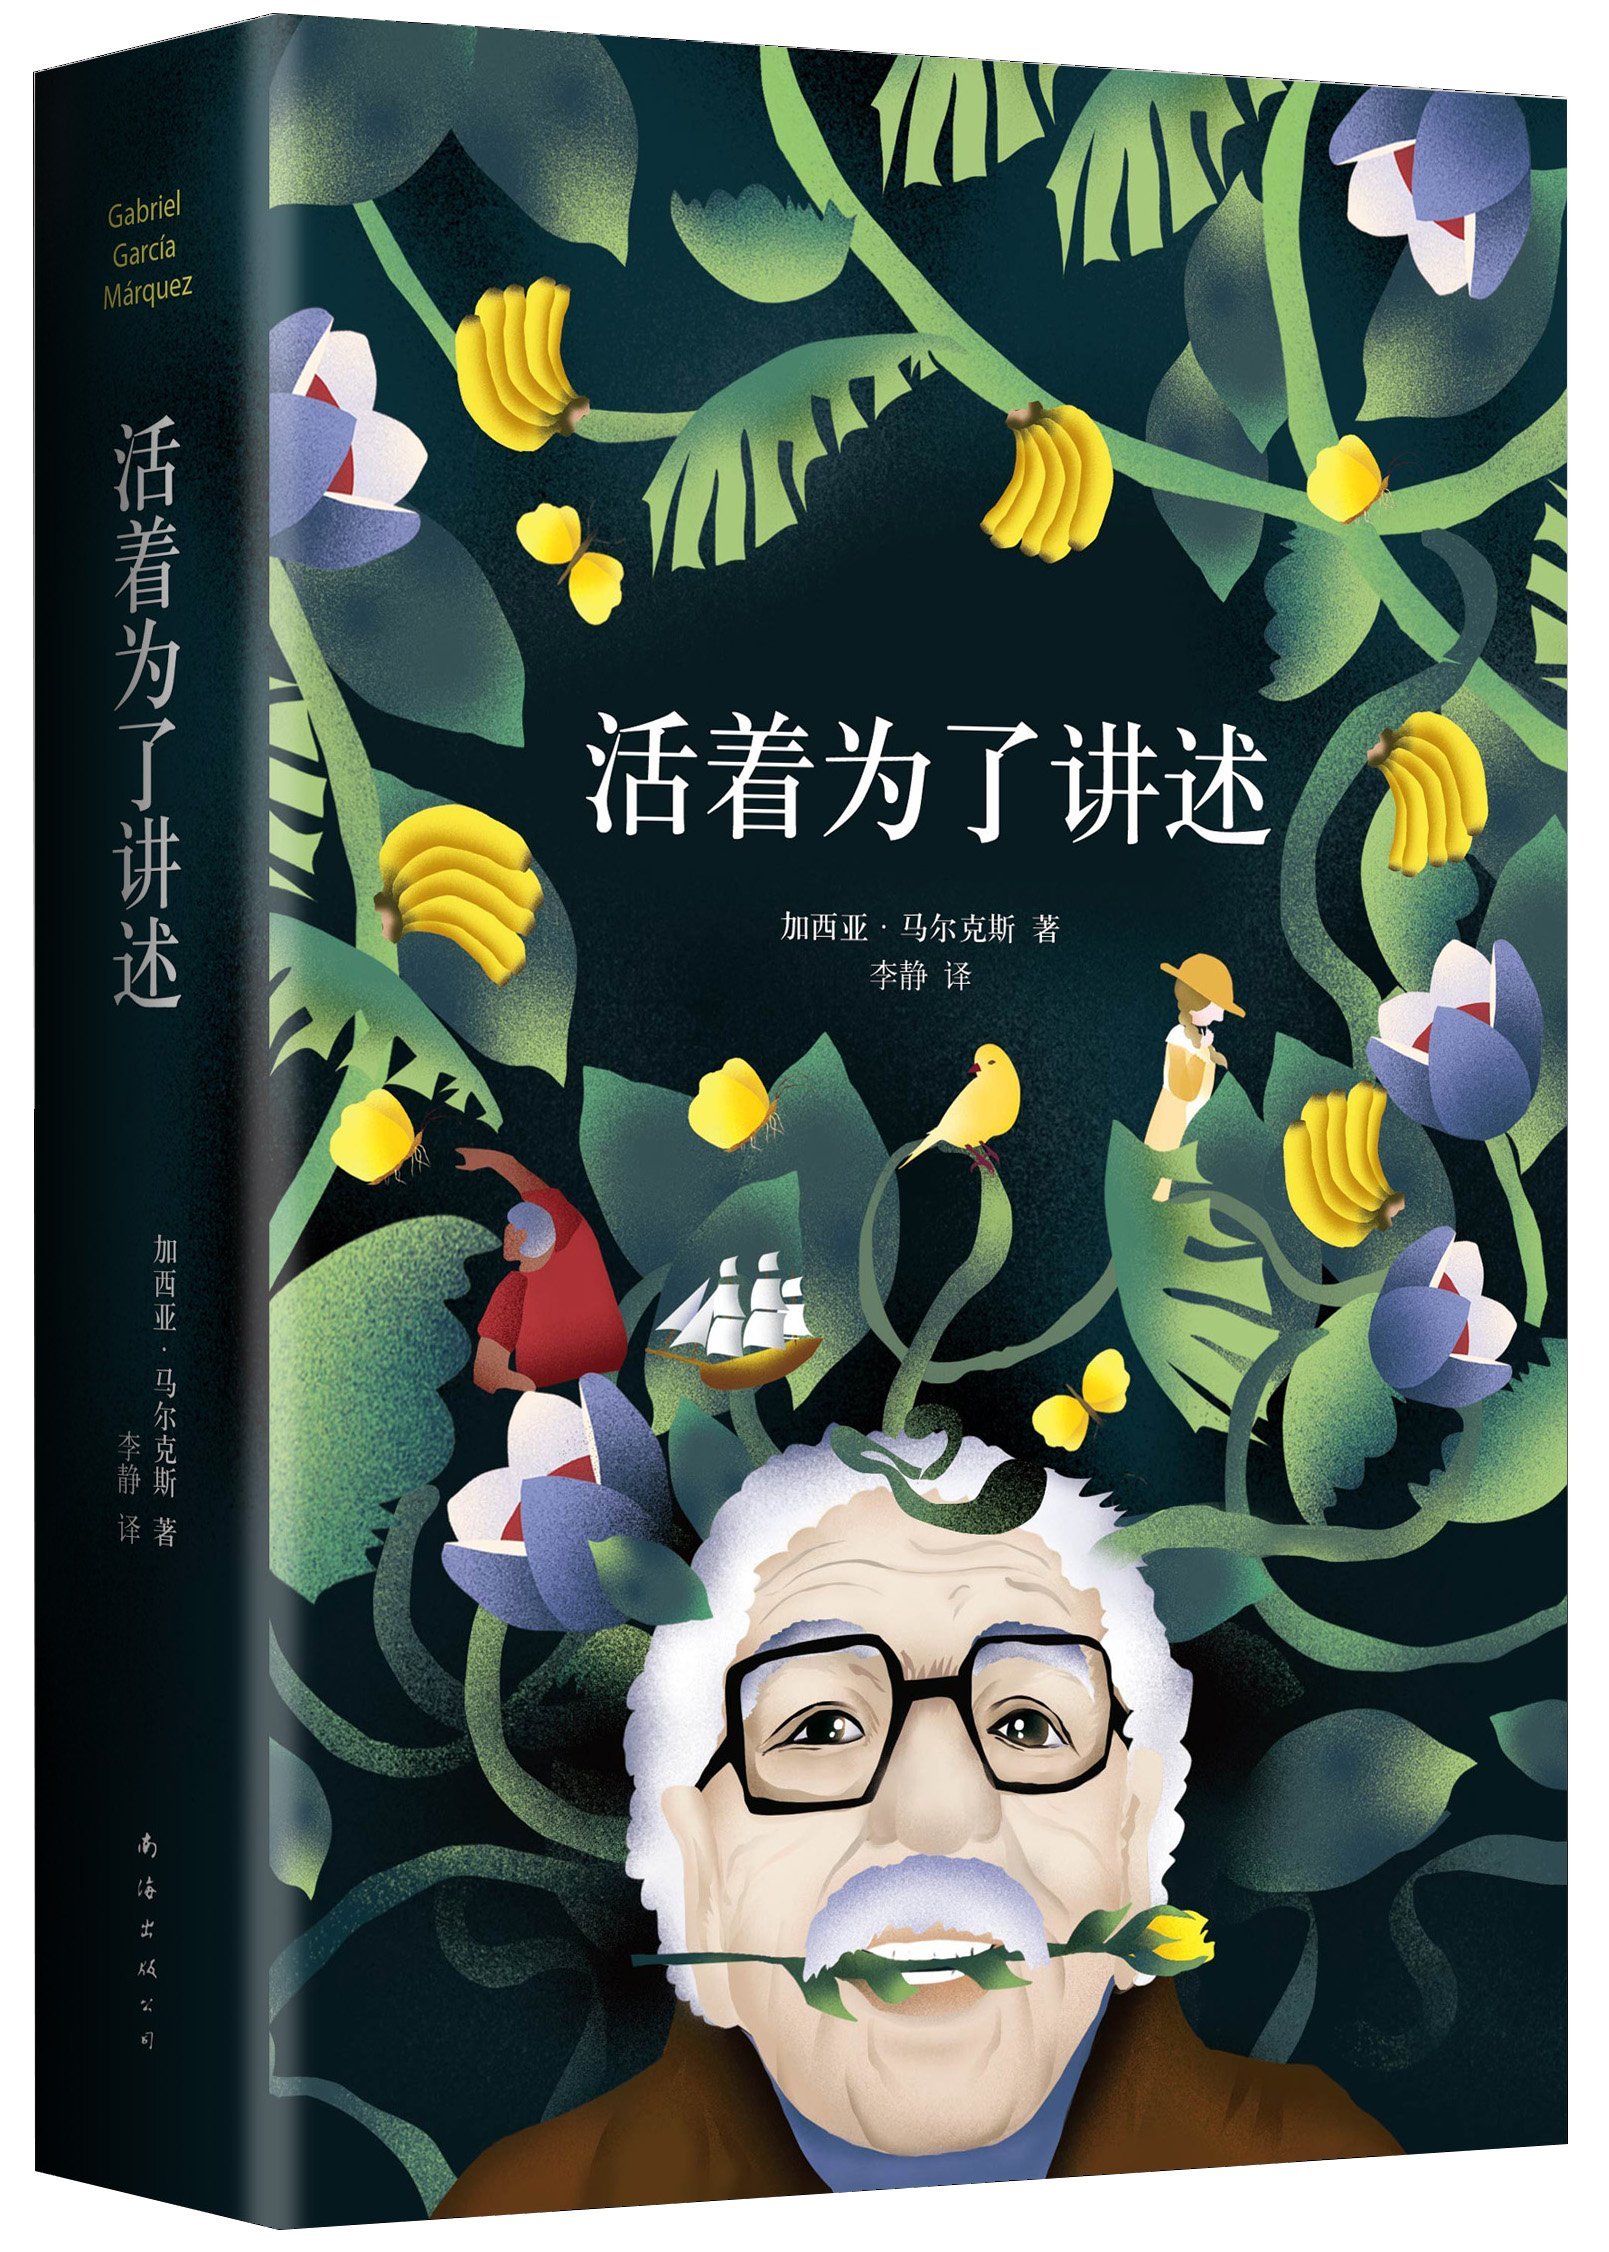 Gabriel
García
Márquez
活着为了讲述
加西亚·马尔克斯 著
李静 译
南海出版公司
活着为了讲述
加西亚·马尔克斯 著
李静 译